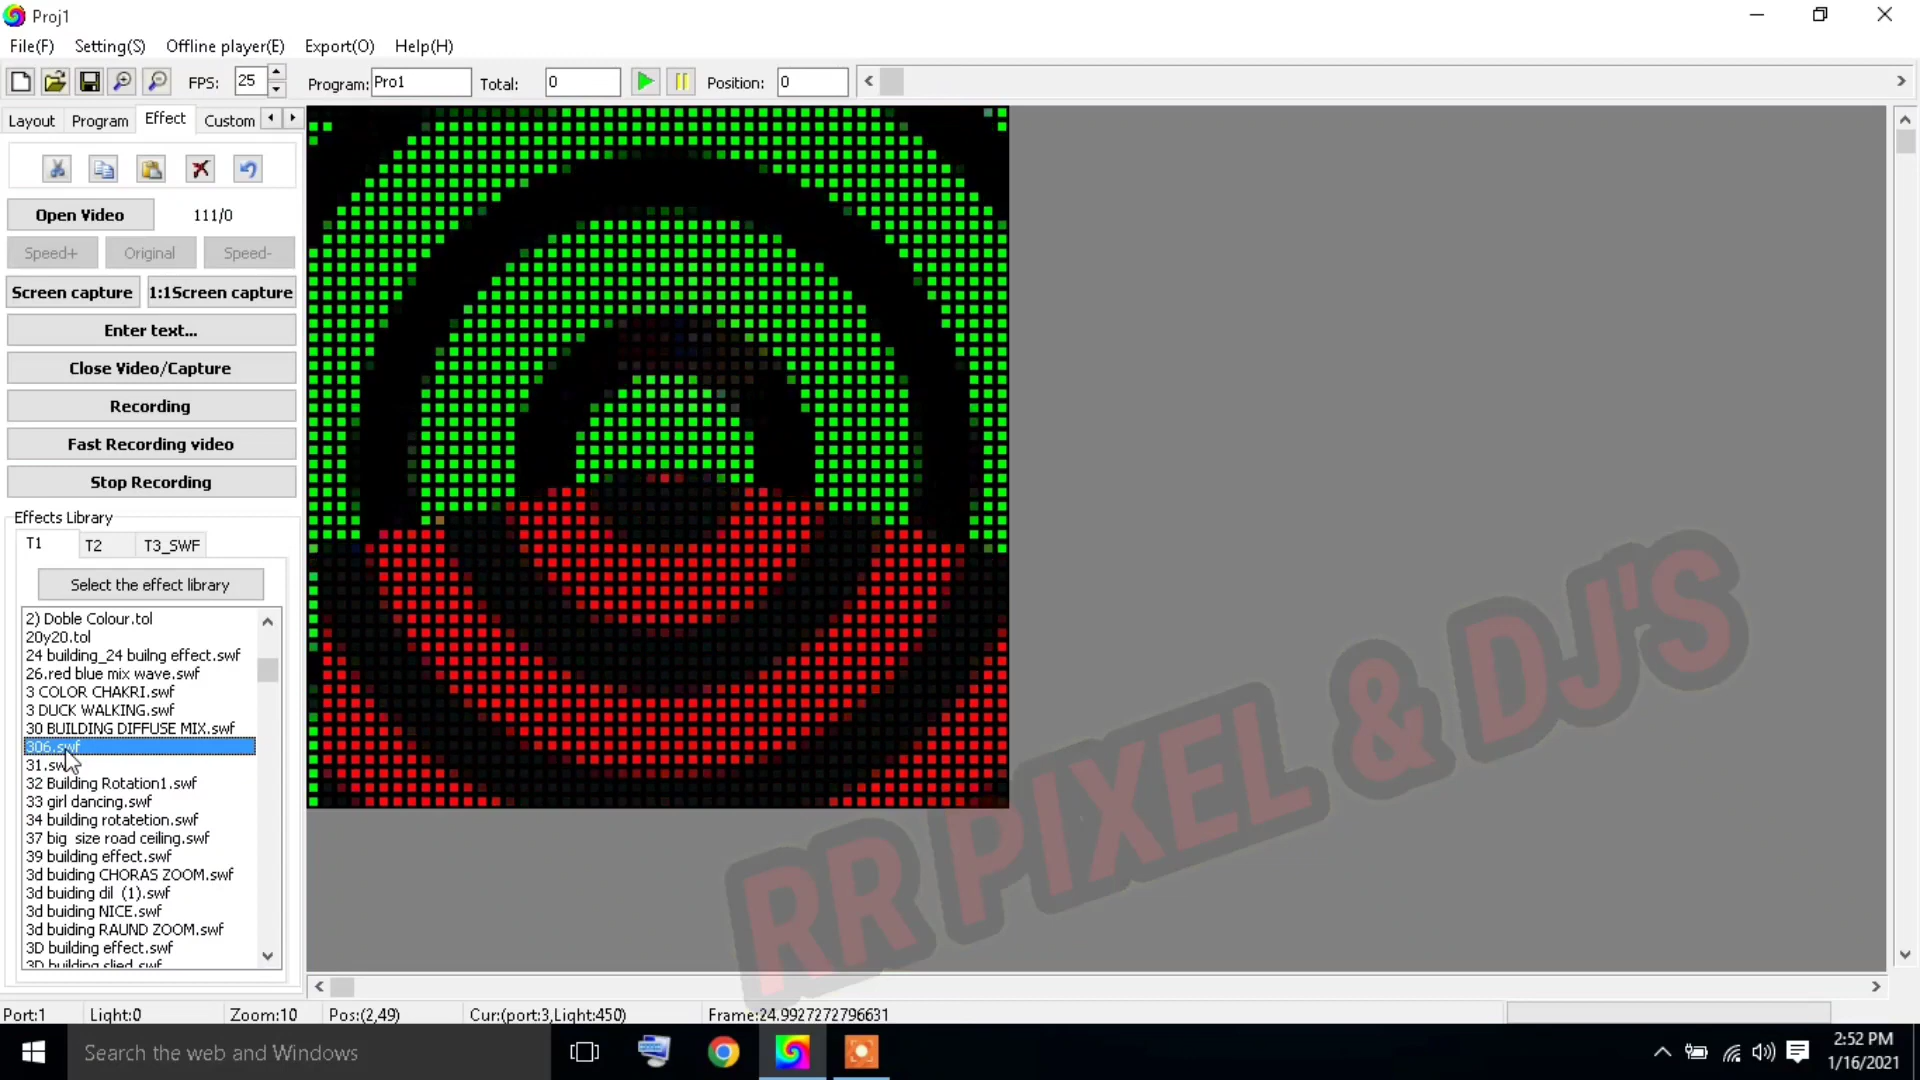 Proj1
File(F) Setting(S) Offline player(E) Export(O) Help(H)
FPS: 25 Program: Pro1 Total: 0 Position: 0
Layout Program Effect Custom
Open Video 111/0
Speed+ Original Speed-
Screen capture 1:1Screen capture
Enter text...
Close Video/Capture
Recording
Fast Recording video
Stop Recording
Effects Library
T1 T2 T3_SWF
Select the effect library
2) Doble Colour.tol
20y20.tol
24 building_24 builng effect.swf
26.red blue mix wave.swf
3 COLOR CHAKRI.swf
3 DUCK WALKING.swf
30 BUILDING DIFFUSE MIX.swf
306.swf
31.swf
32 Building Rotation1.swf
33 girl dancing.swf
34 building rotatetion.swf
37 big size road ceiling.swf
39 building effect.swf
3d buiding CHORAS ZOOM.swf
3d buiding dil (1).swf
3d buiding NICE.swf
3d buiding RAUND ZOOM.swf
3D building effect.swf
3D building slied.swf
RR PIXEL & DJ'S
Port:1 Light:0 Zoom:10 Pos:(2,49) Cur:(port:3,Light:450) Frame:24.9927272796631
Search the web and Windows
2:52 PM
1/16/2021